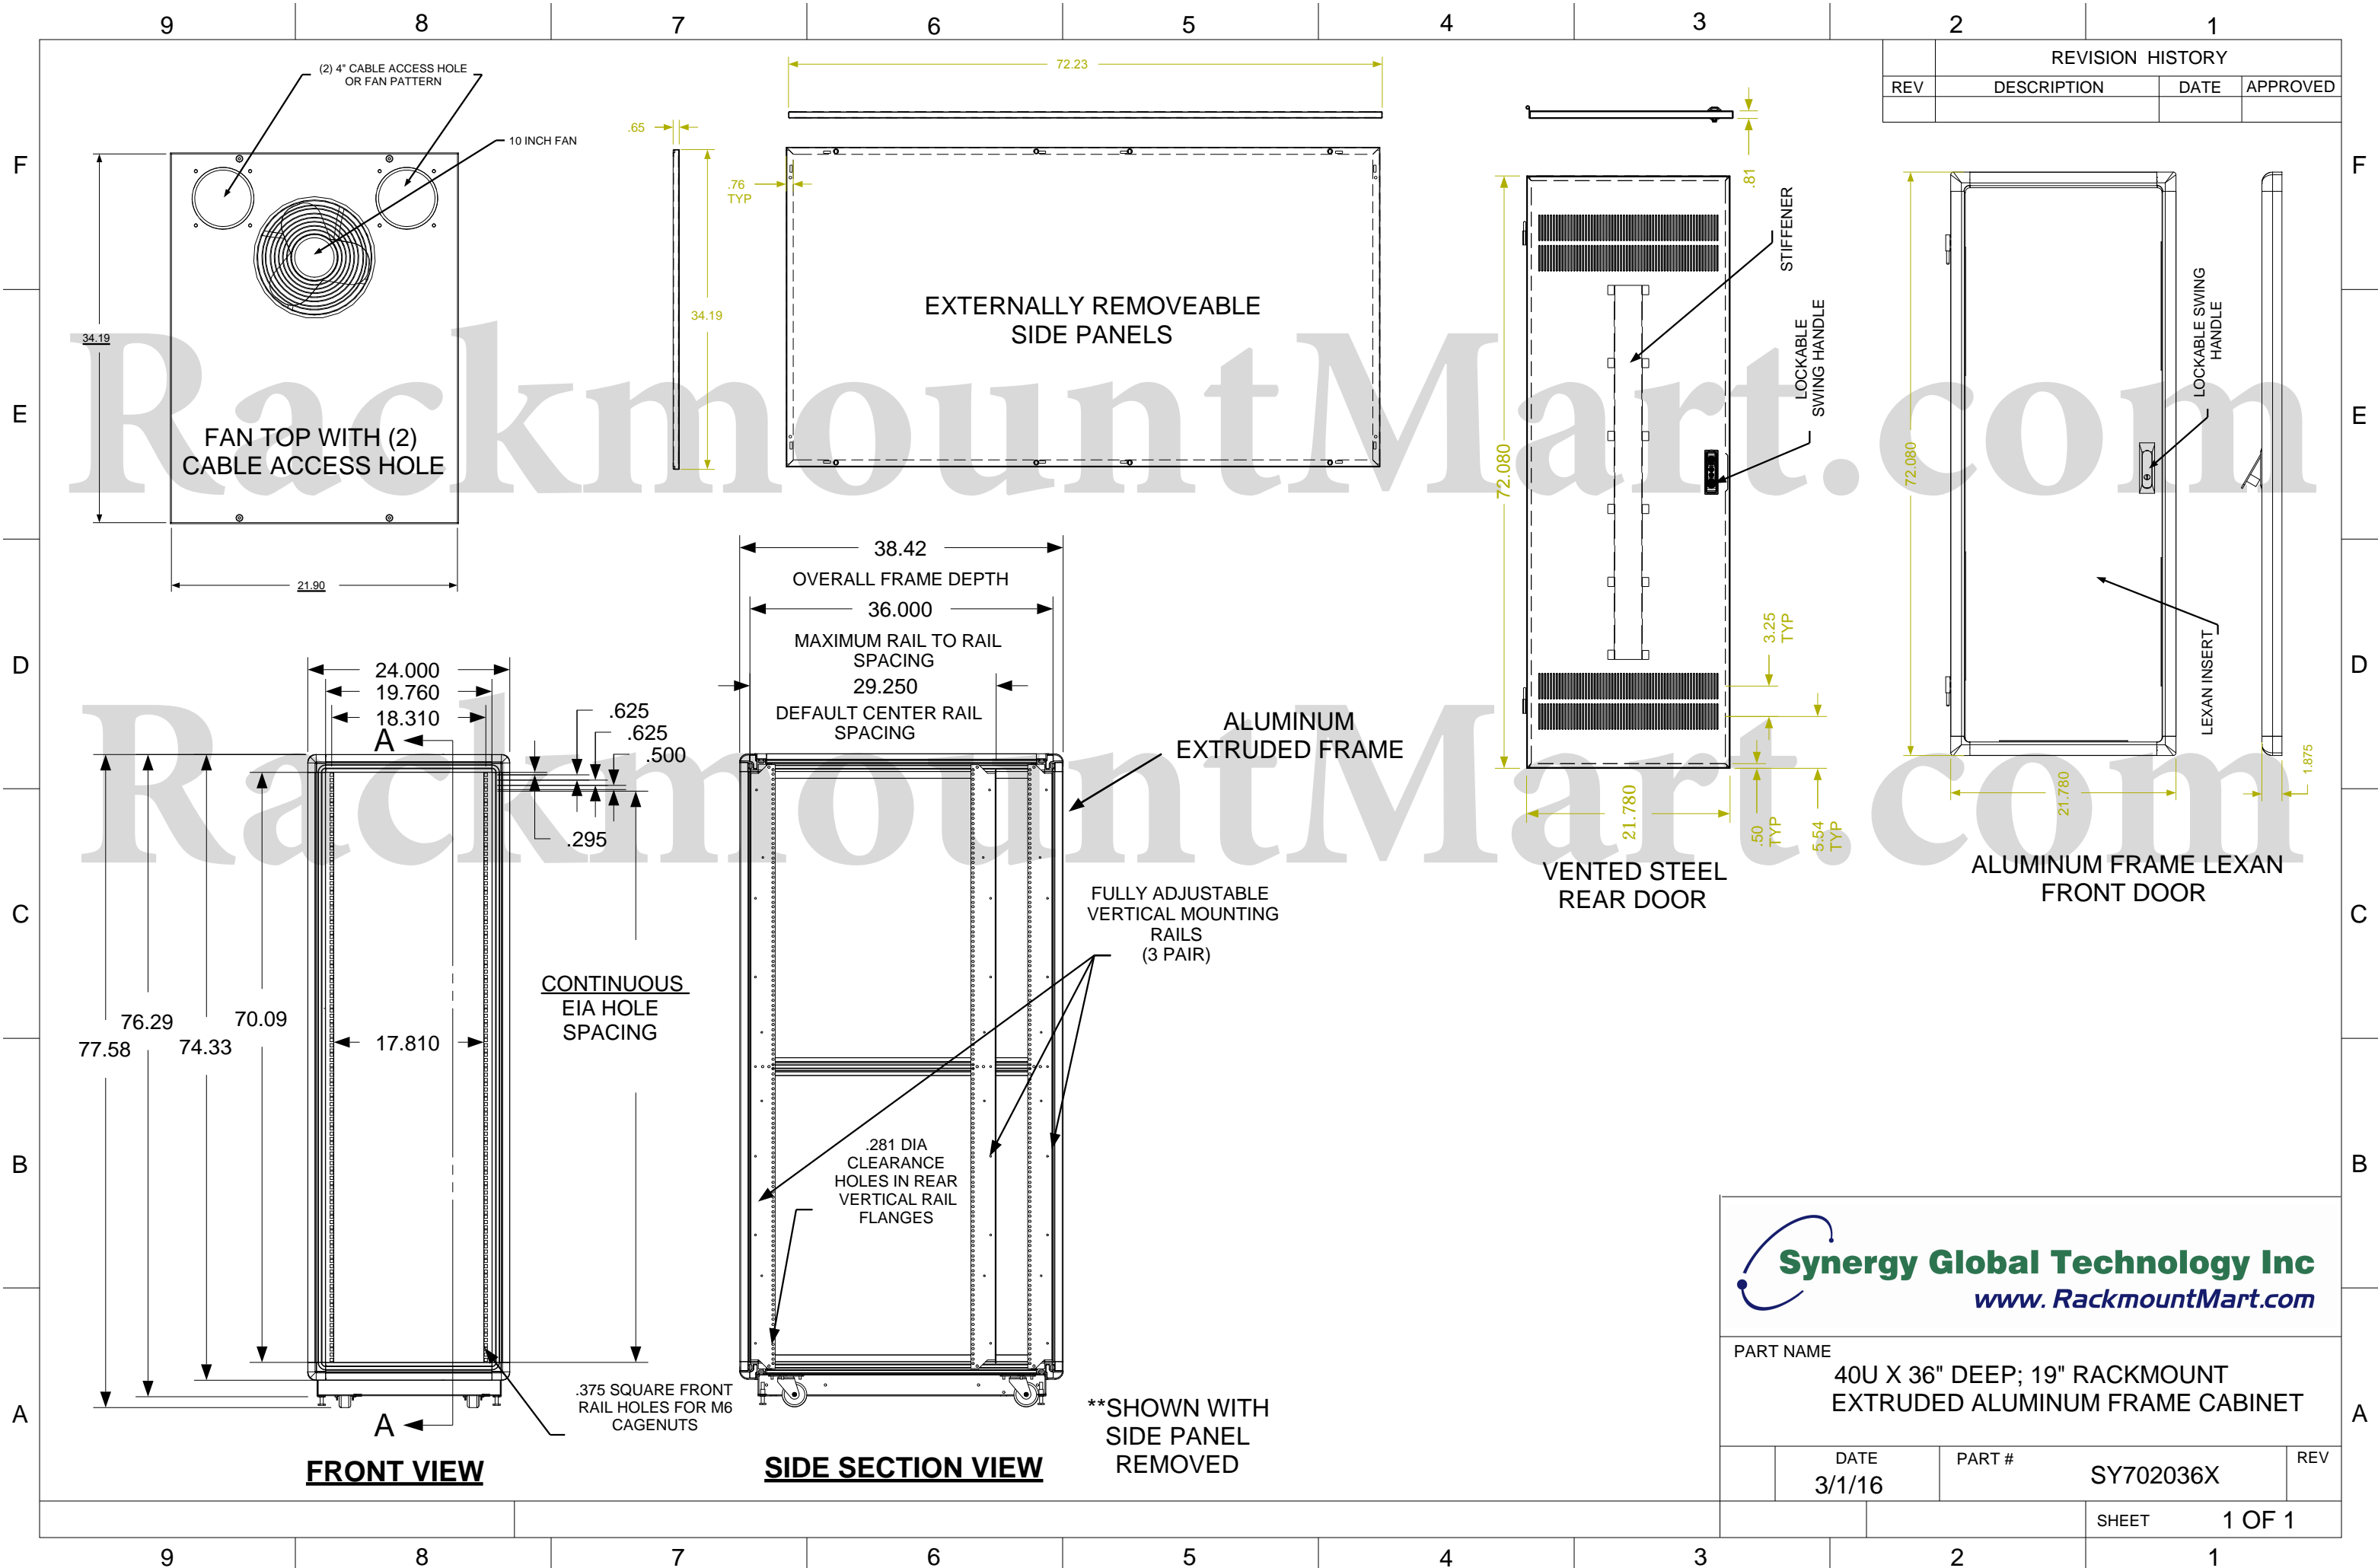 9 8 7 6 5 4 3 2 1
REVISION HISTORY
REV DESCRIPTION DATE APPROVED
F
F
E
E
D
D
C
C
B
B
A
A
(2) 4" CABLE ACCESS HOLE
OR FAN PATTERN
10 INCH FAN
34.19
FAN TOP WITH (2)
CABLE ACCESS HOLE
21.90
72.23
.65
.76
TYP
34.19
EXTERNALLY REMOVEABLE
SIDE PANELS
.81
STIFFENER
LOCKABLE
SWING HANDLE
72.080
3.25
TYP
.50
TYP
5.54
TYP
21.780
VENTED STEEL
REAR DOOR
72.080
LOCKABLE SWING
HANDLE
LEXAN INSERT
21.780
1.875
ALUMINUM FRAME LEXAN
FRONT DOOR
RackmountMart.com
RackmountMart.com
24.000
19.760
18.310
A
.625
.625
.500
.295
76.29
70.09
77.58
74.33
17.810
CONTINUOUS
EIA HOLE
SPACING
.375 SQUARE FRONT
RAIL HOLES FOR M6
CAGENUTS
A
FRONT VIEW
38.42
OVERALL FRAME DEPTH
36.000
MAXIMUM RAIL TO RAIL
SPACING
29.250
DEFAULT CENTER RAIL
SPACING
ALUMINUM
EXTRUDED FRAME
FULLY ADJUSTABLE
VERTICAL MOUNTING
RAILS
(3 PAIR)
.281 DIA
CLEARANCE
HOLES IN REAR
VERTICAL RAIL
FLANGES
**SHOWN WITH
SIDE PANEL
REMOVED
SIDE SECTION VIEW
Synergy Global Technology Inc
www. RackmountMart.com
PART NAME
40U X 36" DEEP; 19" RACKMOUNT
EXTRUDED ALUMINUM FRAME CABINET
DATE
3/1/16
PART #
SY702036X
REV
SHEET 1 OF 1
9 8 7 6 5 4 3 2 1